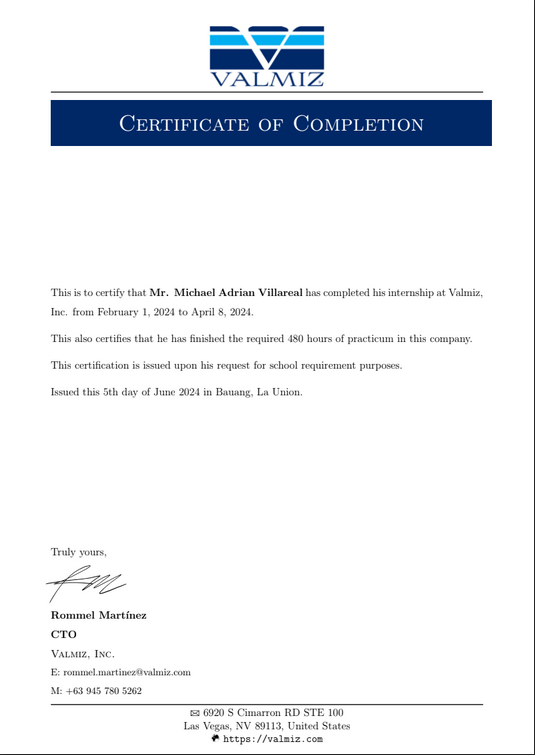 VALMIZ
Certificate of Completion
This is to certify that Mr. Michael Adrian Villareal has completed his internship at Valmiz,
Inc. from February 1, 2024 to April 8, 2024.
This also certifies that he has finished the required 480 hours of practicum in this company.
This certification is issued upon his request for school requirement purposes.
Issued this 5th day of June 2024 in Bauang, La Union.
Truly yours,
Rommel Martínez
CTO
Valmiz, Inc.
E: rommel.martinez@valmiz.com
M: +63 945 780 5262
6920 S Cimarron RD STE 100
Las Vegas, NV 89113, United States
https://valmiz.com